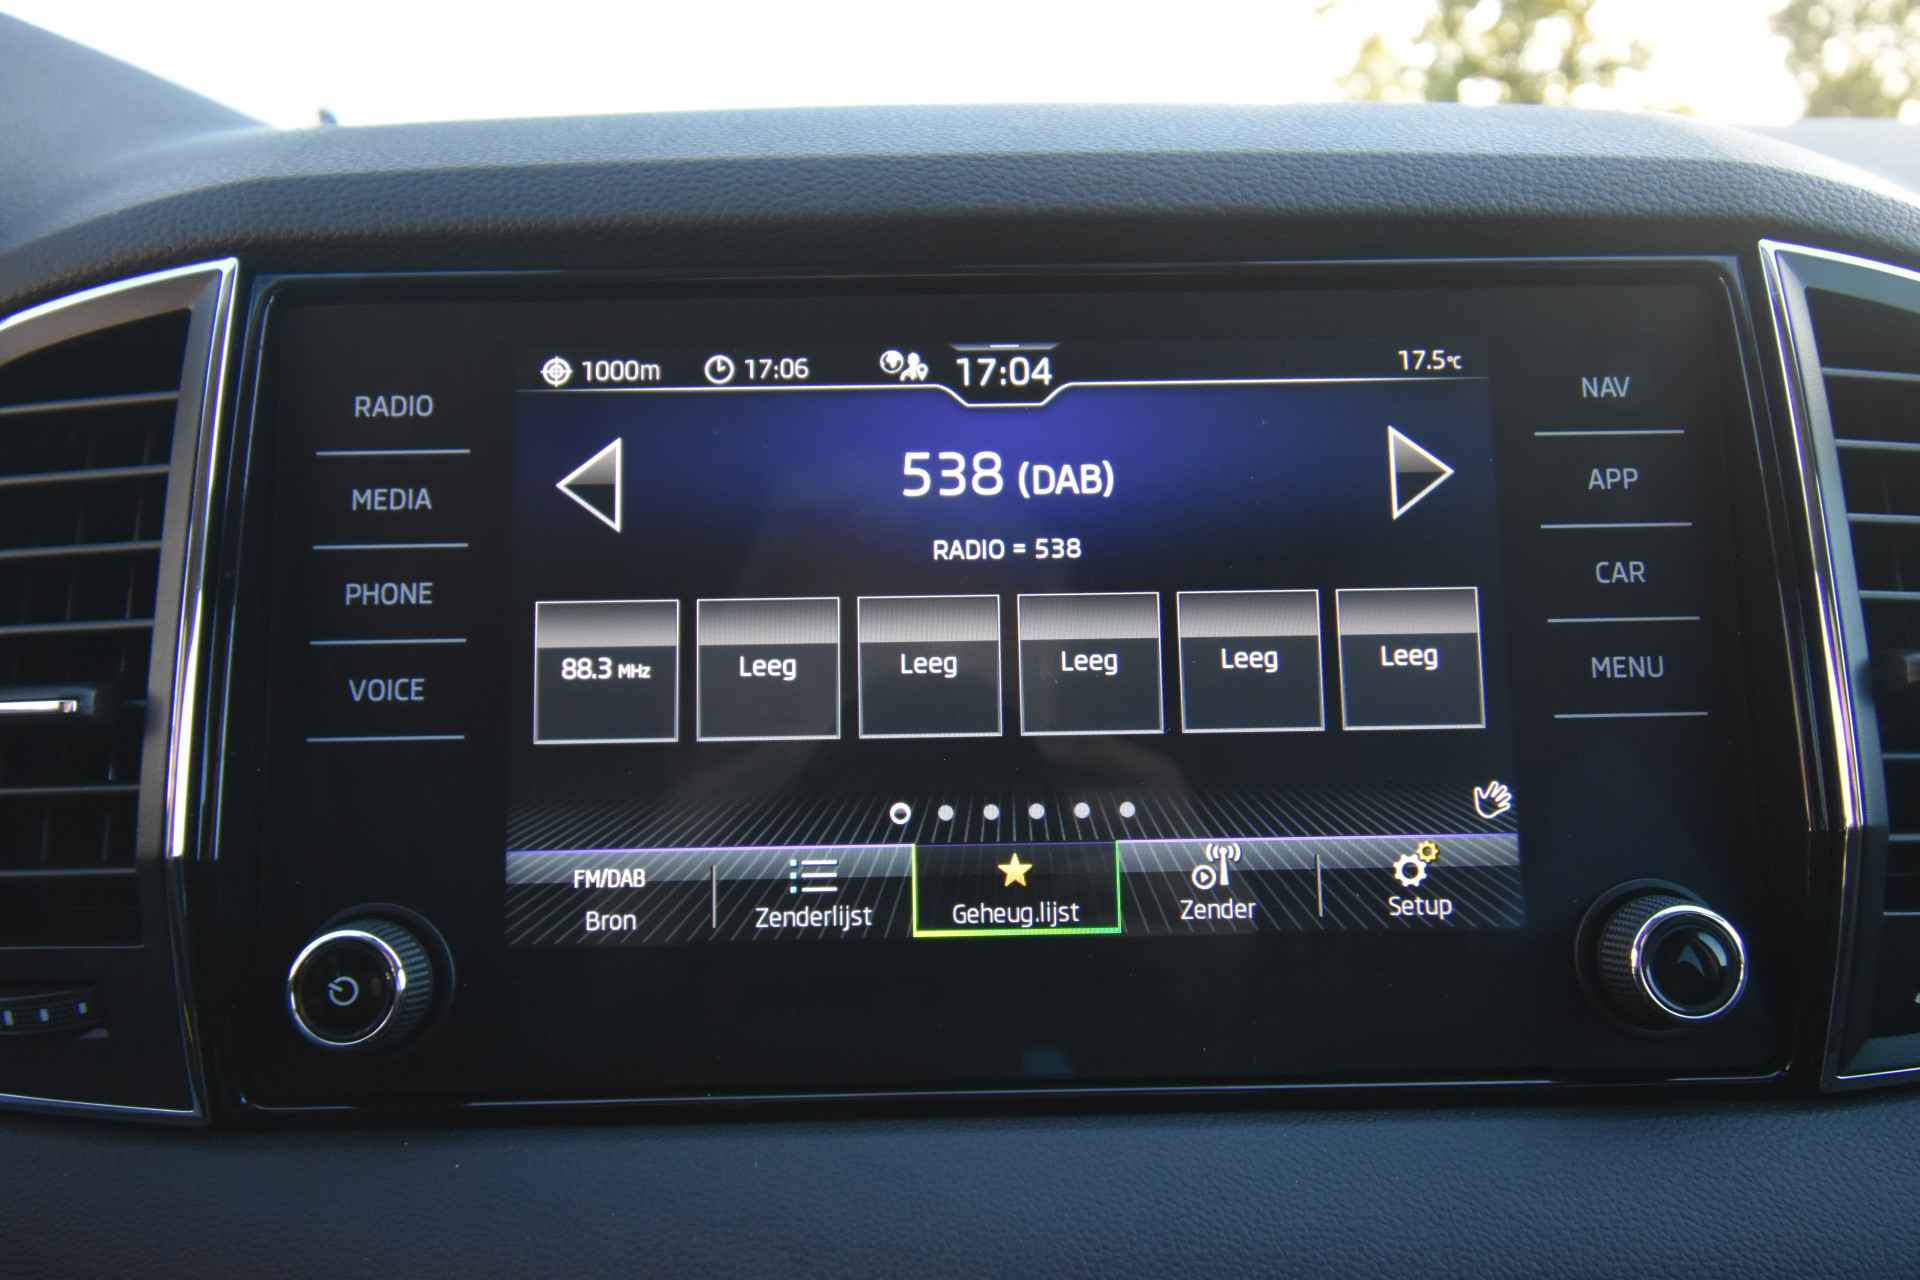 1000m 17:06 17:04 17.5°C
538 (DAB)
RADIO = 538
88.3 MHz Leeg Leeg Leeg Leeg Leeg
FM/DAB
Bron Zenderlijst Geheug.lijst Zender Setup
RADIO
MEDIA
PHONE
VOICE
NAV
APP
CAR
MENU